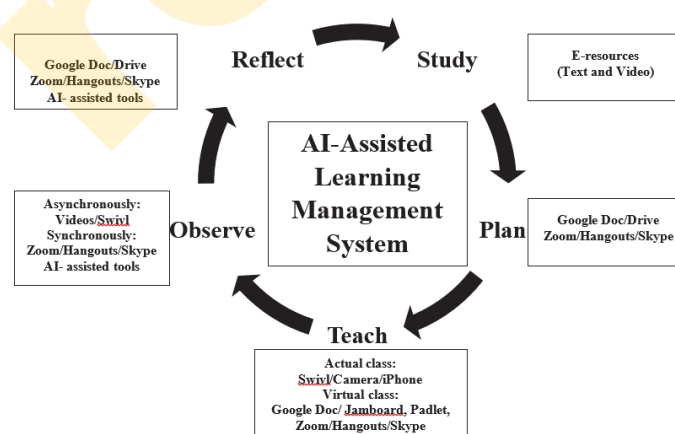 Reflect
Study
Google Doc/Drive
Zoom/Hangouts/Skype
AI- assisted tools
E-resources
(Text and Video)
AI-Assisted
Learning
Management
System
Asynchronously:
Videos/Swivl
Synchronously:
Zoom/Hangouts/Skype
AI- assisted tools
Observe
Plan
Google Doc/Drive
Zoom/Hangouts/Skype
Teach
Actual class:
Swivl/Camera/iPhone
Virtual class:
Google Doc/ Jamboard, Padlet,
Zoom/Hangouts/Skype